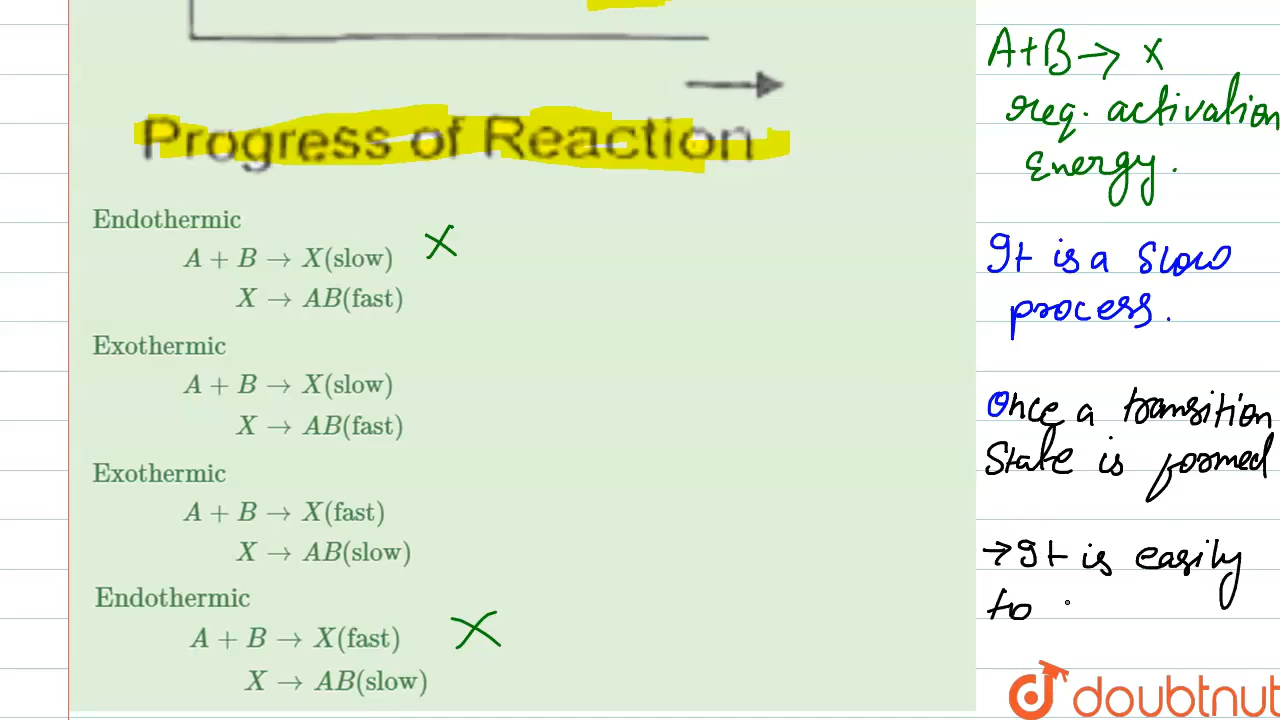 Progress of Reaction
Endothermic
A + B → X(slow)
X → AB(fast)
Exothermic
A + B → X(slow)
X → AB(fast)
Exothermic
A + B → X(fast)
X → AB(slow)
Endothermic
A + B → X(fast)
X → AB(slow)
A+B → X
req. activation
Energy.
It is a slow
process.
Once a transition
State is formed
→ It is easily
to
doubtnut